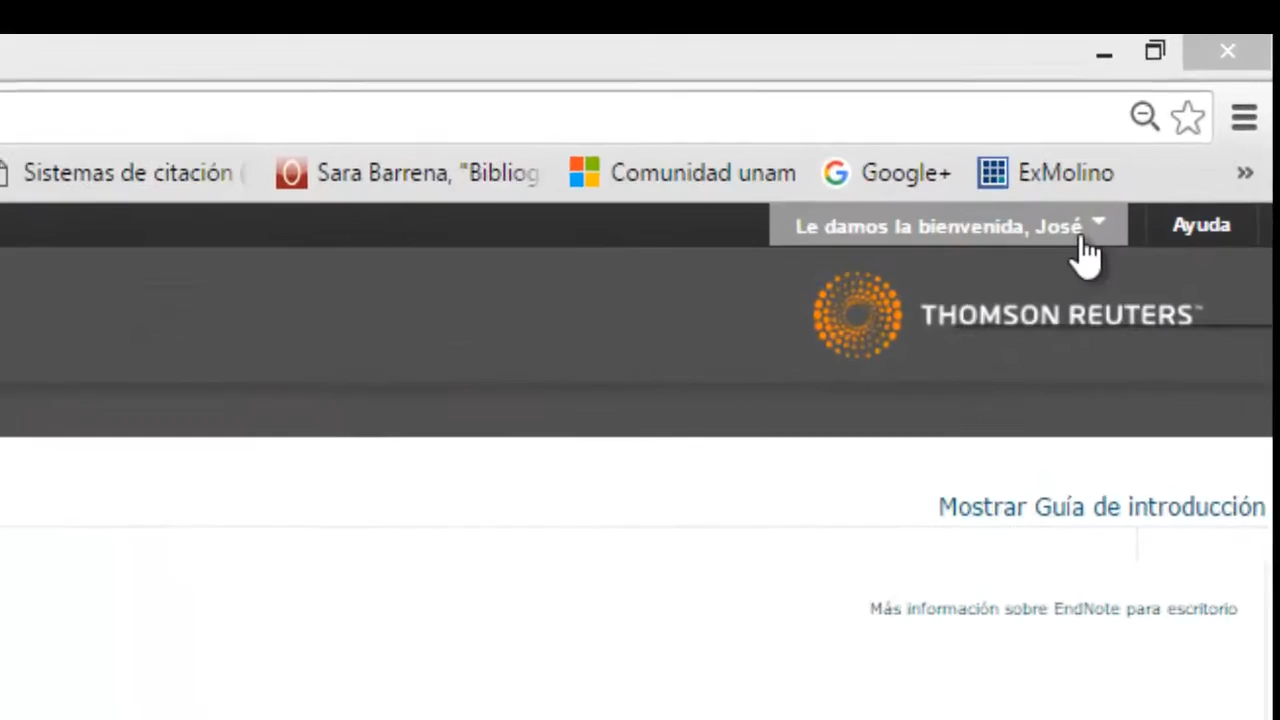 Sistemas de citación (
Sara Barrena, "Bibliog
Comunidad unam
Google+
ExMolino
»
Le damos la bienvenida, José
Ayuda
THOMSON REUTERS™
Mostrar Guía de introducción
Más información sobre EndNote para escritorio